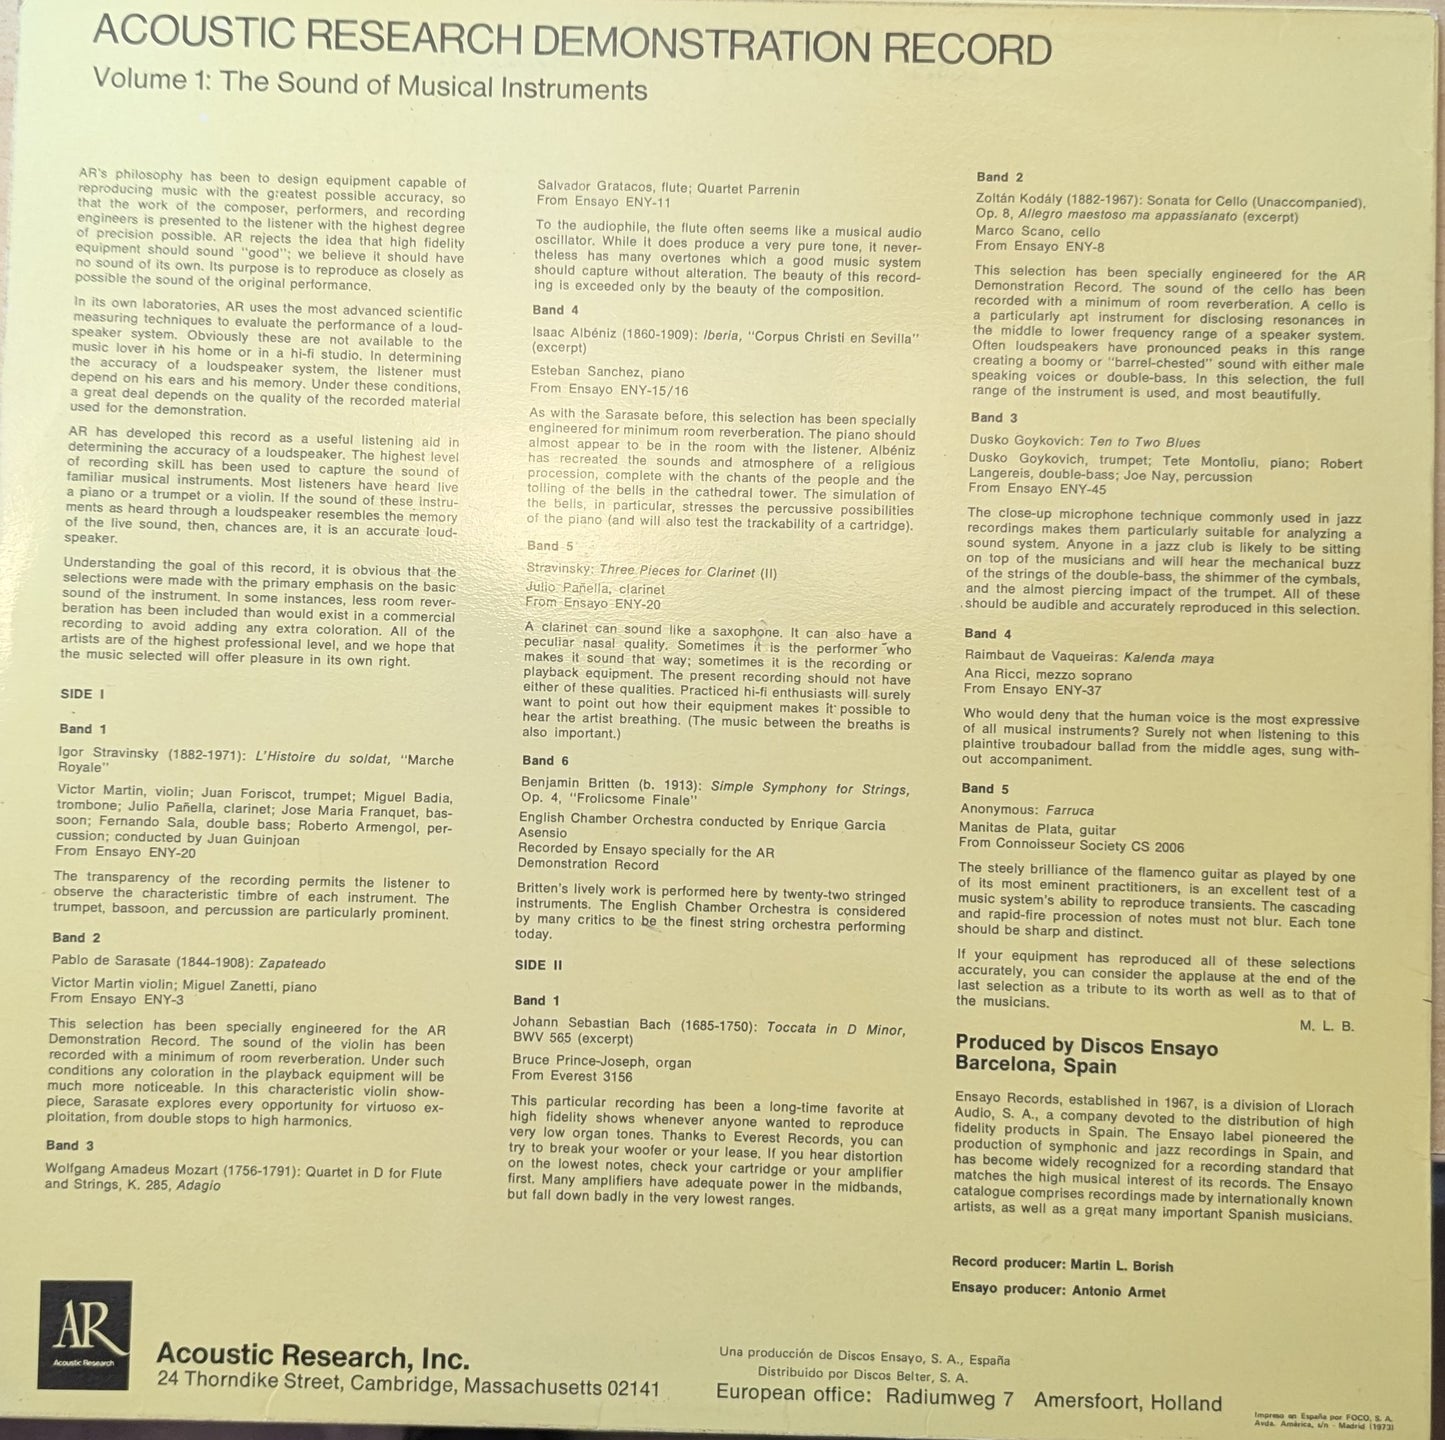 ACOUSTIC RESEARCH DEMONSTRATION RECORD
Volume 1: The Sound of Musical Instruments
AR's philosophy has been to design equipment capable of
reproducing music with the greatest possible accuracy, so
that the work of the composer, performers, and recording
engineers is presented to the listener with the highest degree
of precision possible. AR rejects the idea that high fidelity
equipment should sound "good"; we believe it should have
no sound of its own. Its purpose is to reproduce as closely as
possible the sound of the original performance.
In its own laboratories, AR uses the most advanced scientific
measuring techniques to evaluate the performance of a loud-
speaker system. Obviously these are not available to the
music lover in his home or in a hi-fi studio. In determining
the accuracy of a loudspeaker system, the listener must
depend on his ears and his memory. Under these conditions,
a great deal depends on the quality of the recorded material
used for the demonstration.
AR has developed this record as a useful listening aid in
determining the accuracy of a loudspeaker. The highest level
of recording skill has been used to capture the sound of
familiar musical instruments. Most listeners have heard live
a piano or a trumpet or a violin. If the sound of these instru-
ments as heard through a loudspeaker resembles the memory
of the live sound, then, chances are, it is an accurate loud-
speaker.
Understanding the goal of this record, it is obvious that the
selections were made with the primary emphasis on the basic
sound of the instrument. In some instances, less room rever-
beration has been included than would exist in a commercial
recording to avoid adding any extra coloration. All of the
artists are of the highest professional level, and we hope that
the music selected will offer pleasure in its own right.
SIDE I
Band 1
Igor Stravinsky (1882-1971): L'Histoire du soldat, "Marche
Royale"
Victor Martin, violin; Juan Foriscot, trumpet; Miguel Badia,
trombone; Julio Pañella, clarinet; Jose Maria Franquet, bas-
soon; Fernando Sala, double bass; Roberto Armengol, per-
cussion; conducted by Juan Guinjoan
From Ensayo ENY-20
The transparency of the recording permits the listener to
observe the characteristic timbre of each instrument. The
trumpet, bassoon, and percussion are particularly prominent.
Band 2
Pablo de Sarasate (1844-1908): Zapateado
Victor Martin violin; Miguel Zanetti, piano
From Ensayo ENY-3
This selection has been specially engineered for the AR
Demonstration Record. The sound of the violin has been
recorded with a minimum of room reverberation. Under such
conditions any coloration in the playback equipment will be
much more noticeable. In this characteristic violin show-
piece, Sarasate explores every opportunity for virtuoso ex-
ploitation, from double stops to high harmonics.
Band 3
Wolfgang Amadeus Mozart (1756-1791): Quartet in D for Flute
and Strings, K. 285, Adagio
Salvador Gratacos, flute; Quartet Parrenin
From Ensayo ENY-11
To the audiophile, the flute often seems like a musical audio
oscillator. While it does produce a very pure tone, it never-
theless has many overtones which a good music system
should capture without alteration. The beauty of this record-
ing is exceeded only by the beauty of the composition.
Band 4
Isaac Albéniz (1860-1909): Iberia, "Corpus Christi en Sevilla"
(excerpt)
Esteban Sanchez, piano
From Ensayo ENY-15/16
As with the Sarasate before, this selection has been specially
engineered for minimum room reverberation. The piano should
almost appear to be in the room with the listener. Albéniz
has recreated the sounds and atmosphere of a religious
procession, complete with the chants of the people and the
tolling of the bells in the cathedral tower. The simulation of
the bells, in particular, stresses the percussive possibilities
of the piano (and will also test the trackability of a cartridge).
Band 5
Stravinsky: Three Pieces for Clarinet (II)
Julio Pañella, clarinet
From Ensayo ENY-20
A clarinet can sound like a saxophone. It can also have a
peculiar nasal quality. Sometimes it is the performer who
makes it sound that way; sometimes it is the recording or
playback equipment. The present recording should not have
either of these qualities. Practiced hi-fi enthusiasts will surely
want to point out how their equipment makes it possible to
hear the artist breathing. (The music between the breaths is
also important.)
Band 6
Benjamin Britten (b. 1913): Simple Symphony for Strings,
Op. 4, "Frolicsome Finale"
English Chamber Orchestra conducted by Enrique Garcia
Asensio
Recorded by Ensayo specially for the AR
Demonstration Record
Britten's lively work is performed here by twenty-two stringed
instruments. The English Chamber Orchestra is considered
by many critics to be the finest string orchestra performing
today.
SIDE II
Band 1
Johann Sebastian Bach (1685-1750): Toccata in D Minor,
BWV 565 (excerpt)
Bruce Prince-Joseph, organ
From Everest 3156
This particular recording has been a long-time favorite at
high fidelity shows whenever anyone wanted to reproduce
very low organ tones. Thanks to Everest Records, you can
try to break your woofer or your lease. If you hear distortion
on the lowest notes, check your cartridge or your amplifier
first. Many amplifiers have adequate power in the midbands,
but fall down badly in the very lowest ranges.
Band 2
Zoltán Kodály (1882-1967): Sonata for Cello (Unaccompanied),
Op. 8, Allegro maestoso ma appassianato (excerpt)
Marco Scano, cello
From Ensayo ENY-8
This selection has been specially engineered for the AR
Demonstration Record. The sound of the cello has been
recorded with a minimum of room reverberation. A cello is
a particularly apt instrument for disclosing resonances in
the middle to lower frequency range of a speaker system.
Often loudspeakers have pronounced peaks in this range
creating a boomy or "barrel-chested" sound with either male
speaking voices or double-bass. In this selection, the full
range of the instrument is used, and most beautifully.
Band 3
Dusko Goykovich: Ten to Two Blues
Dusko Goykovich, trumpet; Tete Montoliu, piano; Robert
Langereis, double-bass; Joe Nay, percussion
From Ensayo ENY-45
The close-up microphone technique commonly used in jazz
recordings makes them particularly suitable for analyzing a
sound system. Anyone in a jazz club is likely to be sitting
on top of the musicians and will hear the mechanical buzz
of the strings of the double-bass, the shimmer of the cymbals,
and the almost piercing impact of the trumpet. All of these
should be audible and accurately reproduced in this selection.
Band 4
Raimbaut de Vaqueiras: Kalenda maya
Ana Ricci, mezzo soprano
From Ensayo ENY-37
Who would deny that the human voice is the most expressive
of all musical instruments? Surely not when listening to this
plaintive troubadour ballad from the middle ages, sung with-
out accompaniment.
Band 5
Anonymous: Farruca
Manitas de Plata, guitar
From Connoisseur Society CS 2006
The steely brilliance of the flamenco guitar as played by one
of its most eminent practitioners, is an excellent test of a
music system's ability to reproduce transients. The cascading
and rapid-fire procession of notes must not blur. Each tone
should be sharp and distinct.
If your equipment has reproduced all of these selections
accurately, you can consider the applause at the end of the
last selection as a tribute to its worth as well as to that of
the musicians.
M. L. B.
Produced by Discos Ensayo
Barcelona, Spain
Ensayo Records, established in 1967, is a division of Llorach
Audio, S. A., a company devoted to the distribution of high
fidelity products in Spain. The Ensayo label pioneered the
production of symphonic and jazz recordings in Spain, and
has become widely recognized for a recording standard that
matches the high musical interest of its records. The Ensayo
catalogue comprises recordings made by internationally known
artists, as well as a great many important Spanish musicians.
Record producer: Martin L. Borish
Ensayo producer: Antonio Armet
AR
Acoustic Research
Acoustic Research, Inc.
24 Thorndike Street, Cambridge, Massachusetts 02141
Una producción de Discos Ensayo, S. A., España
Distribuido por Discos Belter, S. A.
European office: Radiumweg 7 Amersfoort, Holland
Impreso en España por FOCO, S. A.
Avda. América, s/n - Madrid (1973)